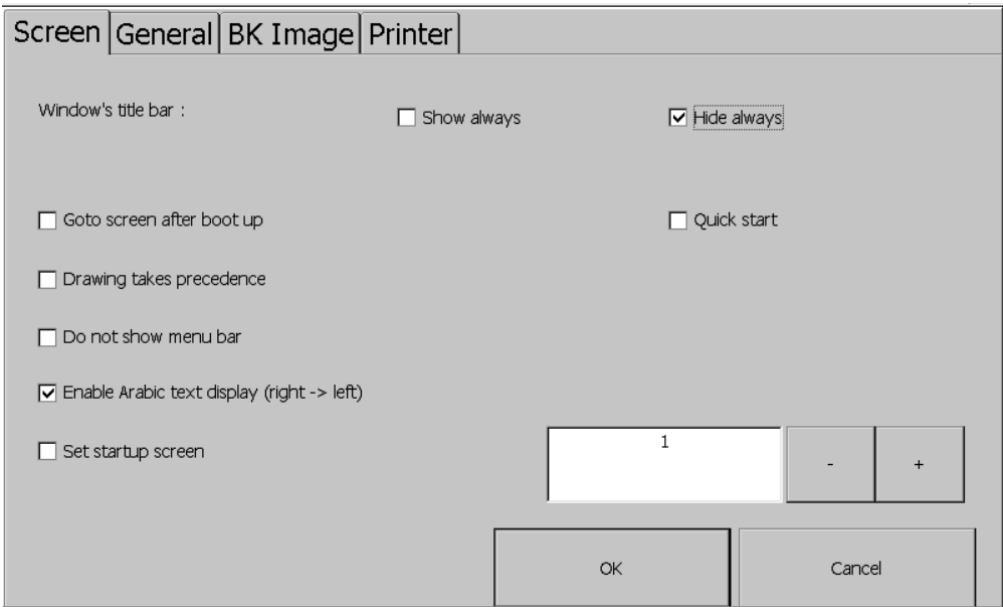 Screen General BK Image Printer
Window's title bar : Show always Hide always
Goto screen after boot up Quick start
Drawing takes precedence
Do not show menu bar
Enable Arabic text display (right -> left)
Set startup screen 1 - +
OK Cancel